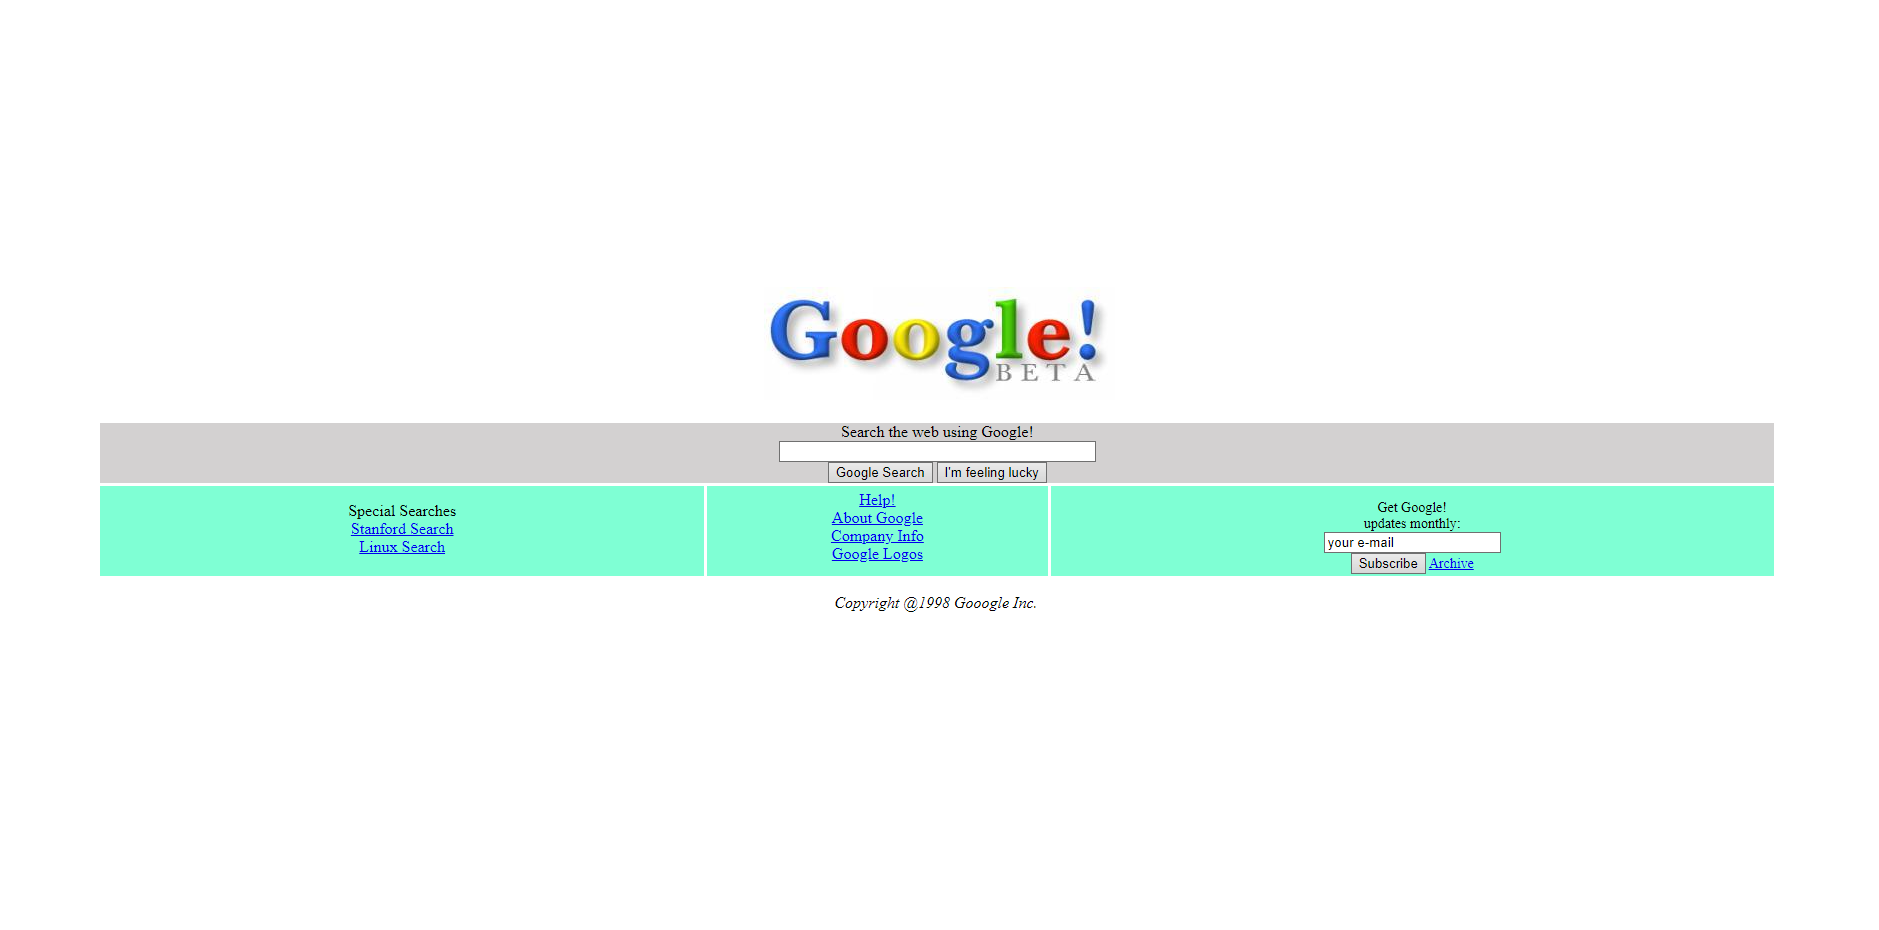 Google!
BETA
Search the web using Google!
Google Search I'm feeling lucky
Special Searches
Stanford Search
Linux Search
Help!
About Google
Company Info
Google Logos
Get Google!
updates monthly:
your e-mail
Subscribe Archive
Copyright @1998 Gooogle Inc.